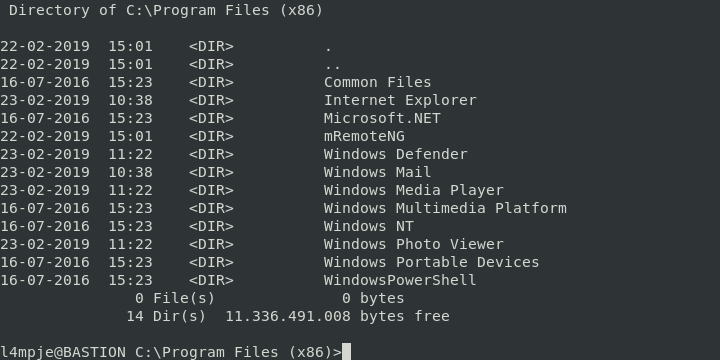 Directory of C:\Program Files (x86)
22-02-2019  15:01    <DIR>          .
22-02-2019  15:01    <DIR>          ..
16-07-2016  15:23    <DIR>          Common Files
23-02-2019  10:38    <DIR>          Internet Explorer
16-07-2016  15:23    <DIR>          Microsoft.NET
22-02-2019  15:01    <DIR>          mRemoteNG
23-02-2019  11:22    <DIR>          Windows Defender
23-02-2019  10:38    <DIR>          Windows Mail
23-02-2019  11:22    <DIR>          Windows Media Player
16-07-2016  15:23    <DIR>          Windows Multimedia Platform
16-07-2016  15:23    <DIR>          Windows NT
23-02-2019  11:22    <DIR>          Windows Photo Viewer
16-07-2016  15:23    <DIR>          Windows Portable Devices
16-07-2016  15:23    <DIR>          WindowsPowerShell
               0 File(s)              0 bytes
              14 Dir(s)  11.336.491.008 bytes free
l4mpje@BASTION C:\Program Files (x86)>